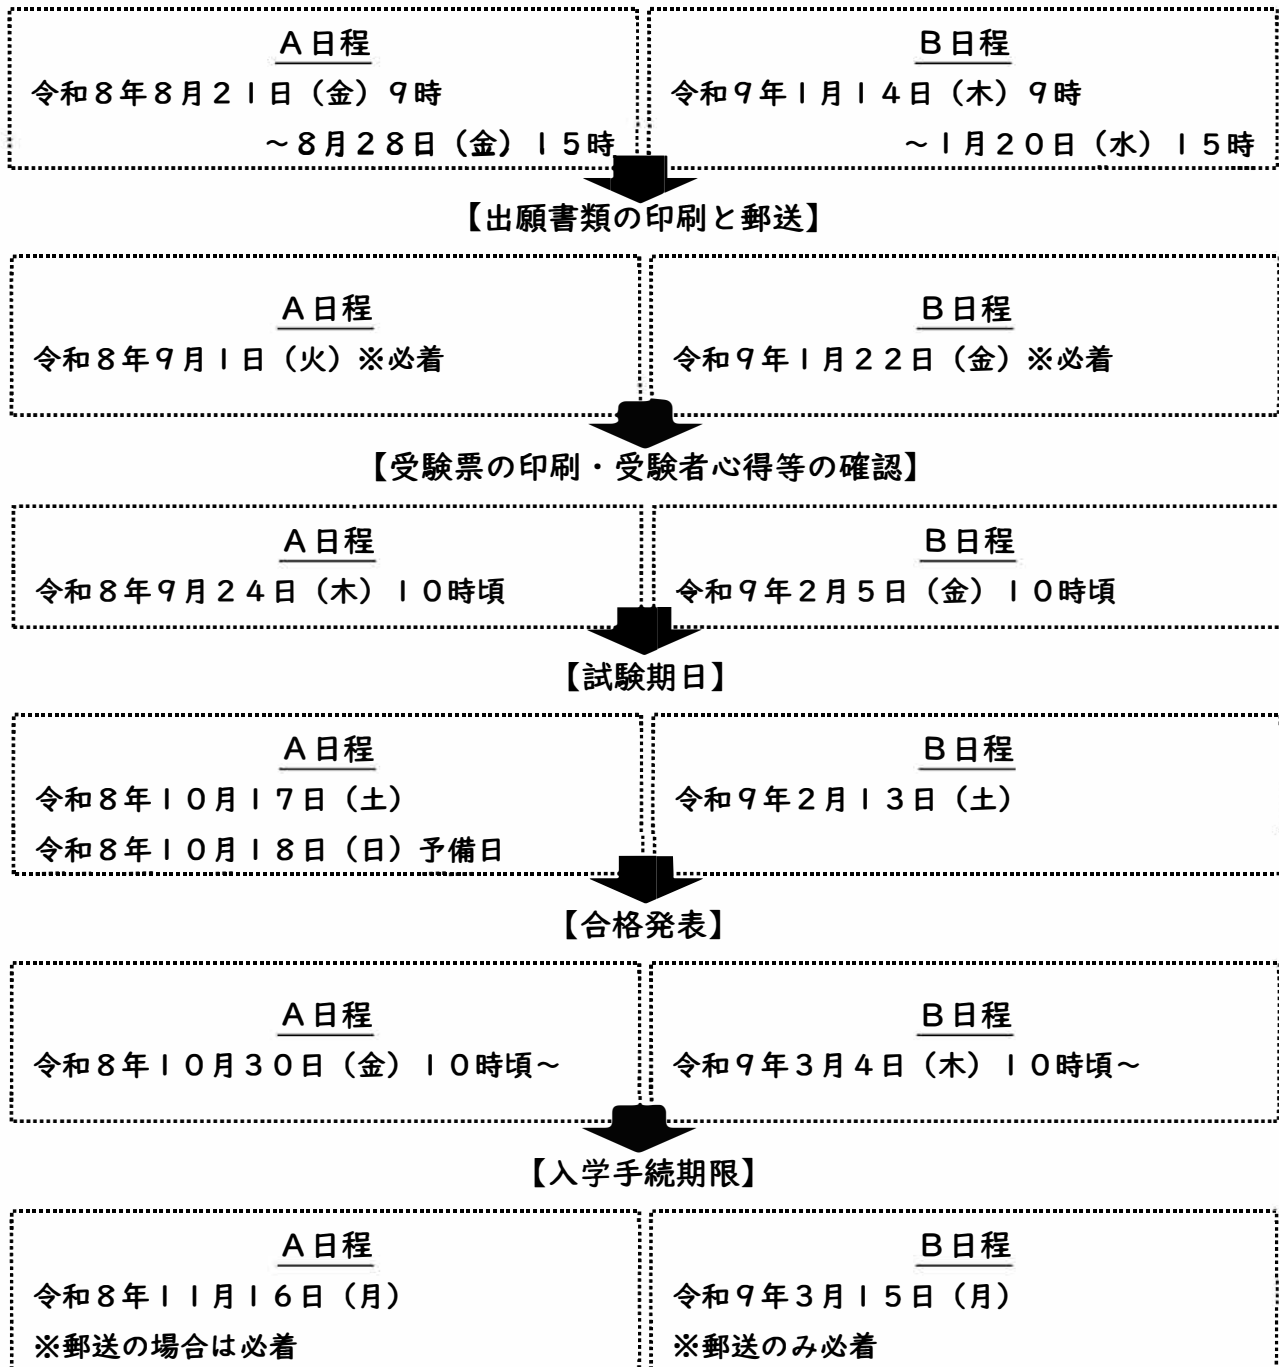 A日程
令和8年8月21日（金）9時
～8月28日（金）15時
B日程
令和9年1月14日（木）9時
～1月20日（水）15時
【出願書類の印刷と郵送】
A日程
令和8年9月1日（火）※必着
B日程
令和9年1月22日（金）※必着
【受験票の印刷・受験者心得等の確認】
A日程
令和8年9月24日（木）10時頃
B日程
令和9年2月5日（金）10時頃
【試験期日】
A日程
令和8年10月17日（土）
令和8年10月18日（日）予備日
B日程
令和9年2月13日（土）
【合格発表】
A日程
令和8年10月30日（金）10時頃～
B日程
令和9年3月4日（木）10時頃～
【入学手続期限】
A日程
令和8年11月16日（月）
※郵送の場合は必着
B日程
令和9年3月15日（月）
※郵送のみ必着